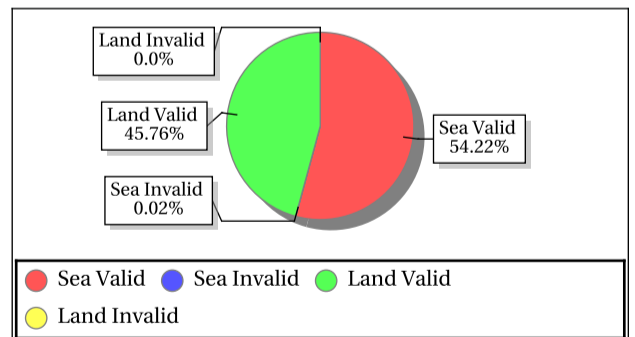 Land Invalid
0.0%
Land Valid
45.76%
Sea Valid
54.22%
Sea Invalid
0.02%
Sea Valid Sea Invalid Land Valid
Land Invalid